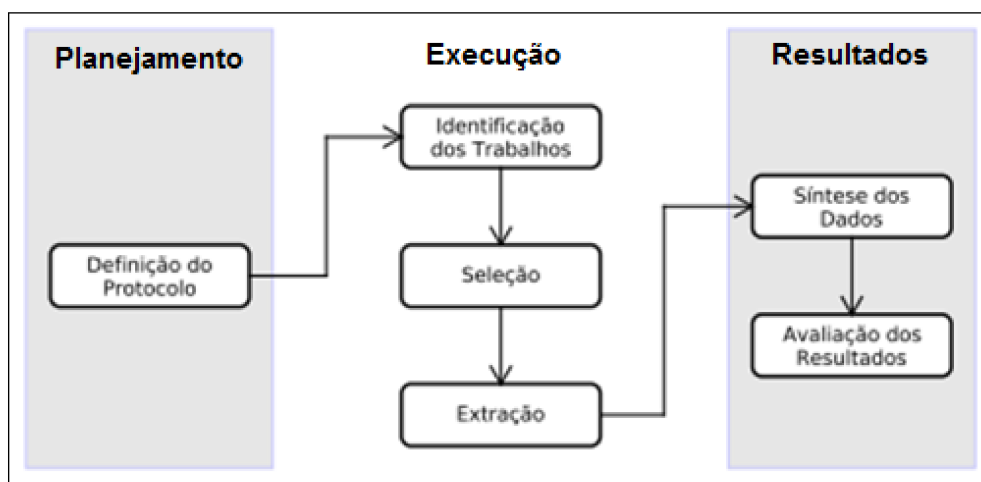 Planejamento
Execução
Resultados
Identificação
dos Trabalhos
Definição do
Protocolo
Seleção
Extração
Síntese dos
Dados
Avaliação dos
Resultados